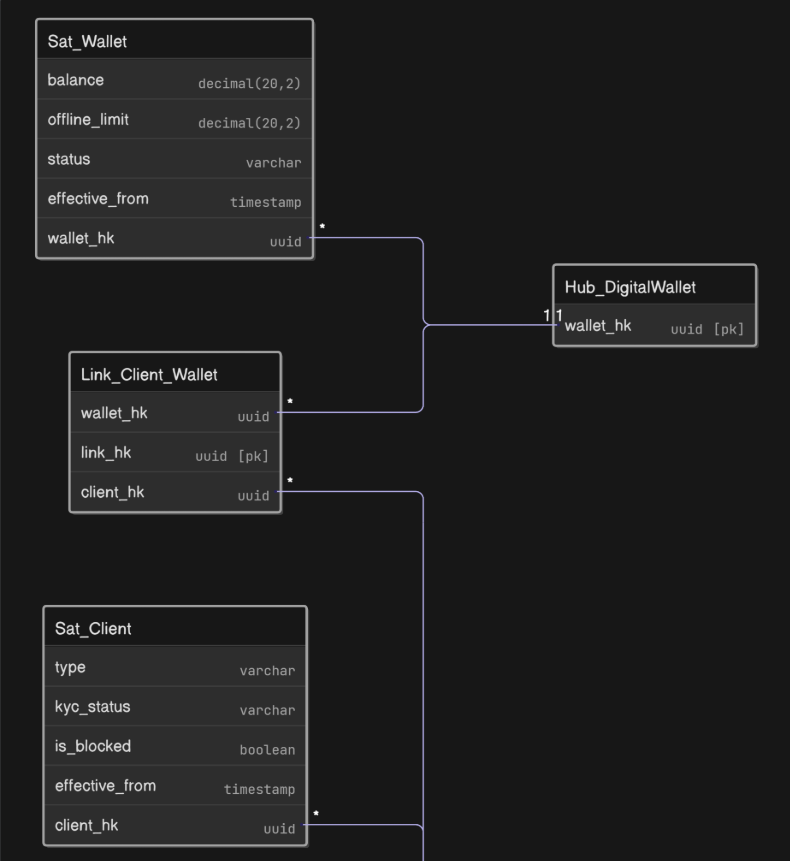 Sat_Wallet
balance decimal(20,2)
offline_limit decimal(20,2)
status varchar
effective_from timestamp
wallet_hk uuid
*
Hub_DigitalWallet
1 1
wallet_hk uuid [pk]
Link_Client_Wallet
wallet_hk uuid
*
link_hk uuid [pk]
client_hk uuid
*
Sat_Client
type varchar
kyc_status varchar
is_blocked boolean
effective_from timestamp
client_hk uuid
*